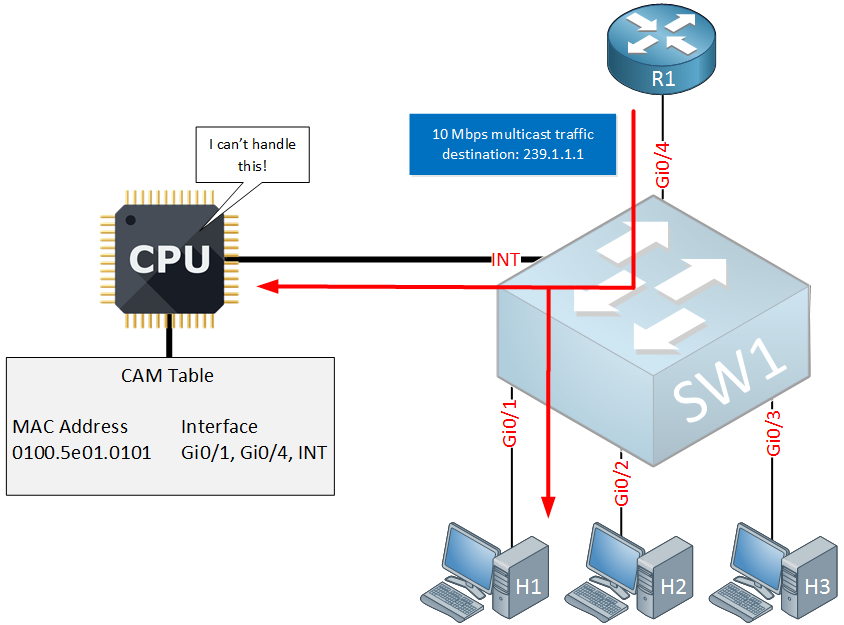 R1
10 Mbps multicast traffic
destination: 239.1.1.1
I can't handle
this!
Gi0/4
CPU
INT
SW1
CAM Table
MAC Address Interface
0100.5e01.0101 Gi0/1, Gi0/4, INT
Gi0/1
Gi0/2
Gi0/3
H1
H2
H3